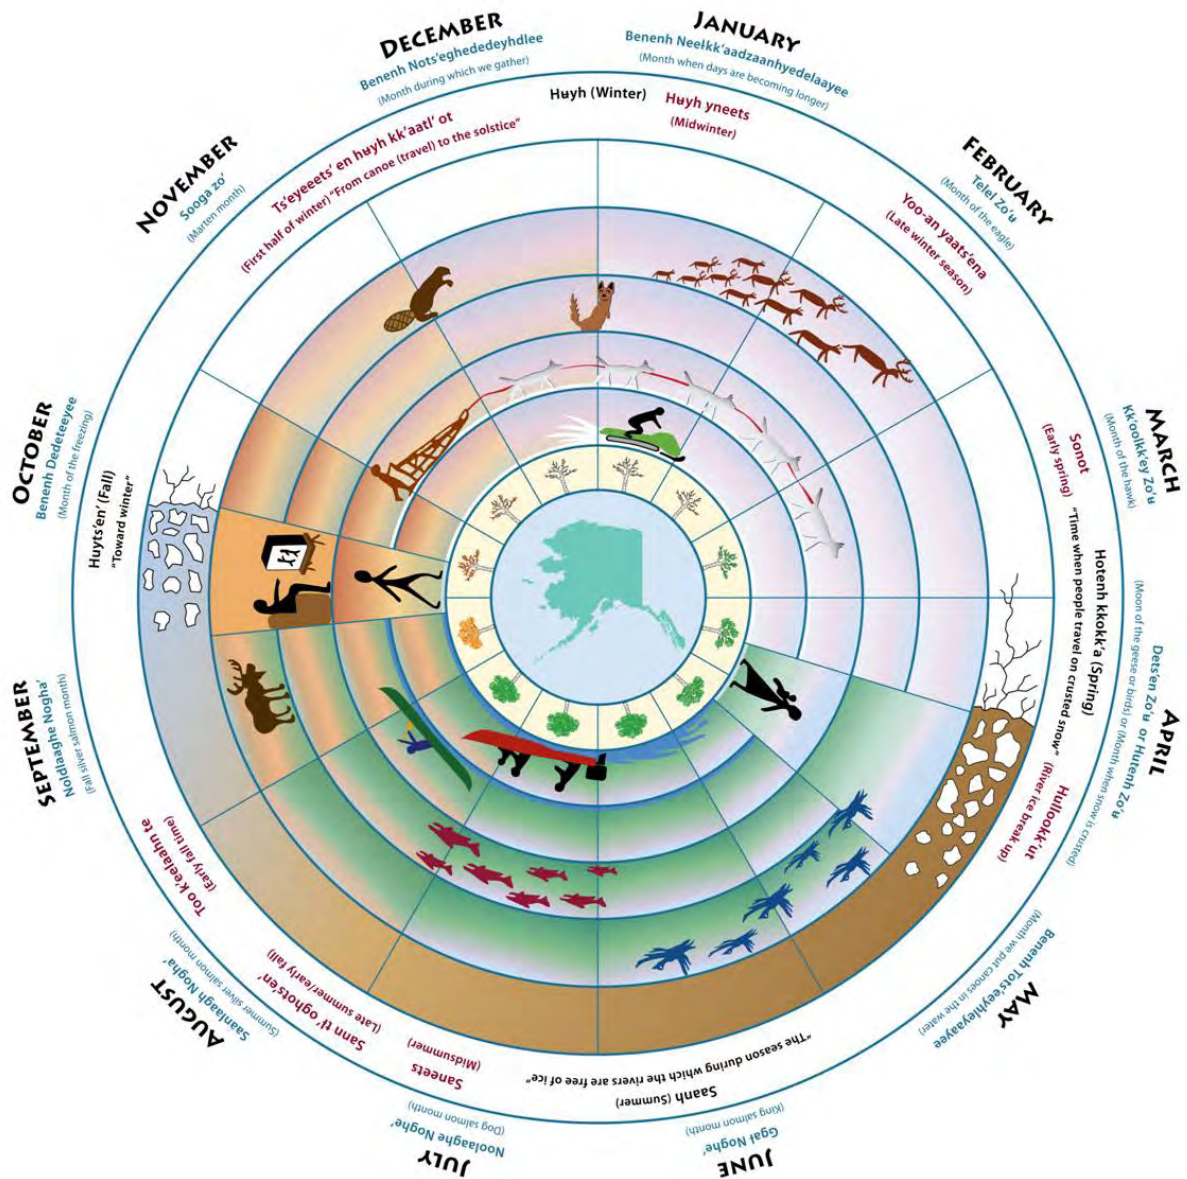 JANUARY
Benenh Neełkk'aadzaanhyedelaayee
(Month when days are becoming longer)
Hʉyh (Winter)
Hʉyh yneets
(Midwinter)
FEBRUARY
Telel Zo'ʉ
(Month of the eagle)
Yoo-an yaats'ena
(Late winter season)
MARCH
Kk'oolkk'ey Zo'ʉ
(Month of the hawk)
Sonot
(Early spring)
Hotenh kkokk'a (Spring)
"Time when people travel on crusted snow"
APRIL
Dets'en Zo'ʉ or Hutenh Zo'ʉ
(Moon of the geese or birds) or (Month when snow is crusted)
Hullookk'ut
(River ice break up)
MAY
Benenh Tots'eeyhleyaayee
(Month we put canoes in the water)
JUNE
Ggał Noghe'
(King salmon month)
Saanh (Summer)
"The season during which the rivers are free of ice"
JULY
Noolaaghe Noghe'
(Dog salmon month)
Saneets
(Midsummer)
AUGUST
Saanlaagh Nogha'
(Summer silver salmon month)
Sann tł' oghots'en'
(Late summer/early fall)
SEPTEMBER
Nolałaaghe Nogha'
(Fall silver salmon month)
Too k'eelaahn te
(Early fall time)
OCTOBER
Benenh Dedeteeyee
(Month of the freezing)
Huyts'en' (Fall)
"Toward winter"
NOVEMBER
Sooga zo'
(Marten month)
Ts'eyeeets' en hʉyh kk'aatl' ot
(First half of winter) "From canoe (travel) to the solstice"
DECEMBER
Benenh Nots'eghededeyhdlee
(Month during which we gather)